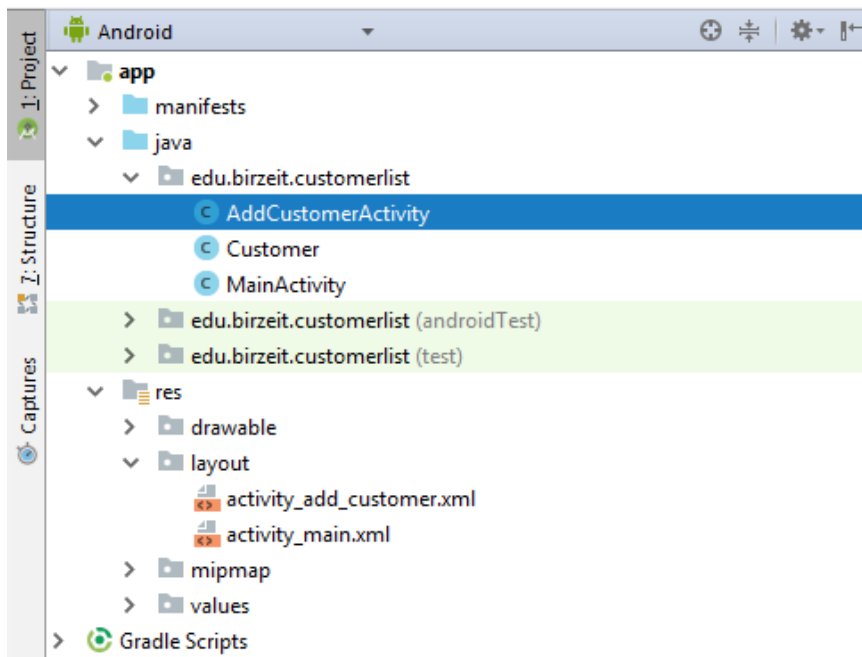 Android
1: Project
7: Structure
Captures
app
manifests
java
edu.birzeit.customerlist
C AddCustomerActivity
C Customer
C MainActivity
edu.birzeit.customerlist (androidTest)
edu.birzeit.customerlist (test)
res
drawable
layout
activity_add_customer.xml
activity_main.xml
mipmap
values
Gradle Scripts